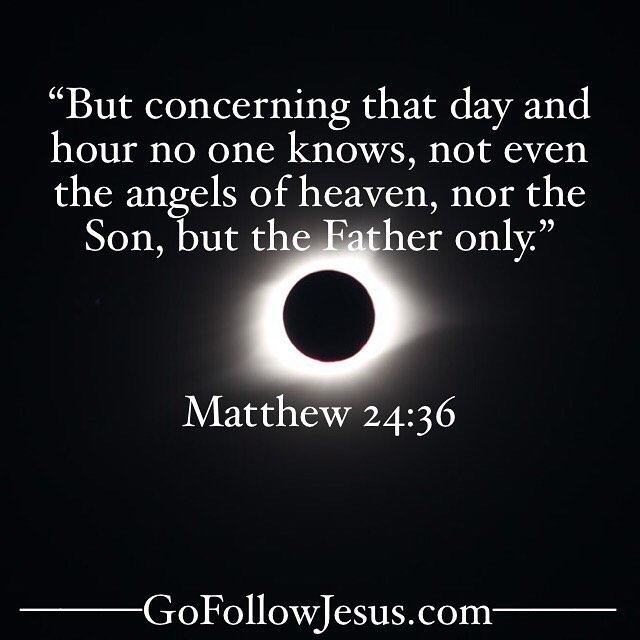 “But concerning that day and
hour no one knows, not even
the angels of heaven, nor the
Son, but the Father only.”
Matthew 24:36
GoFollowJesus.com